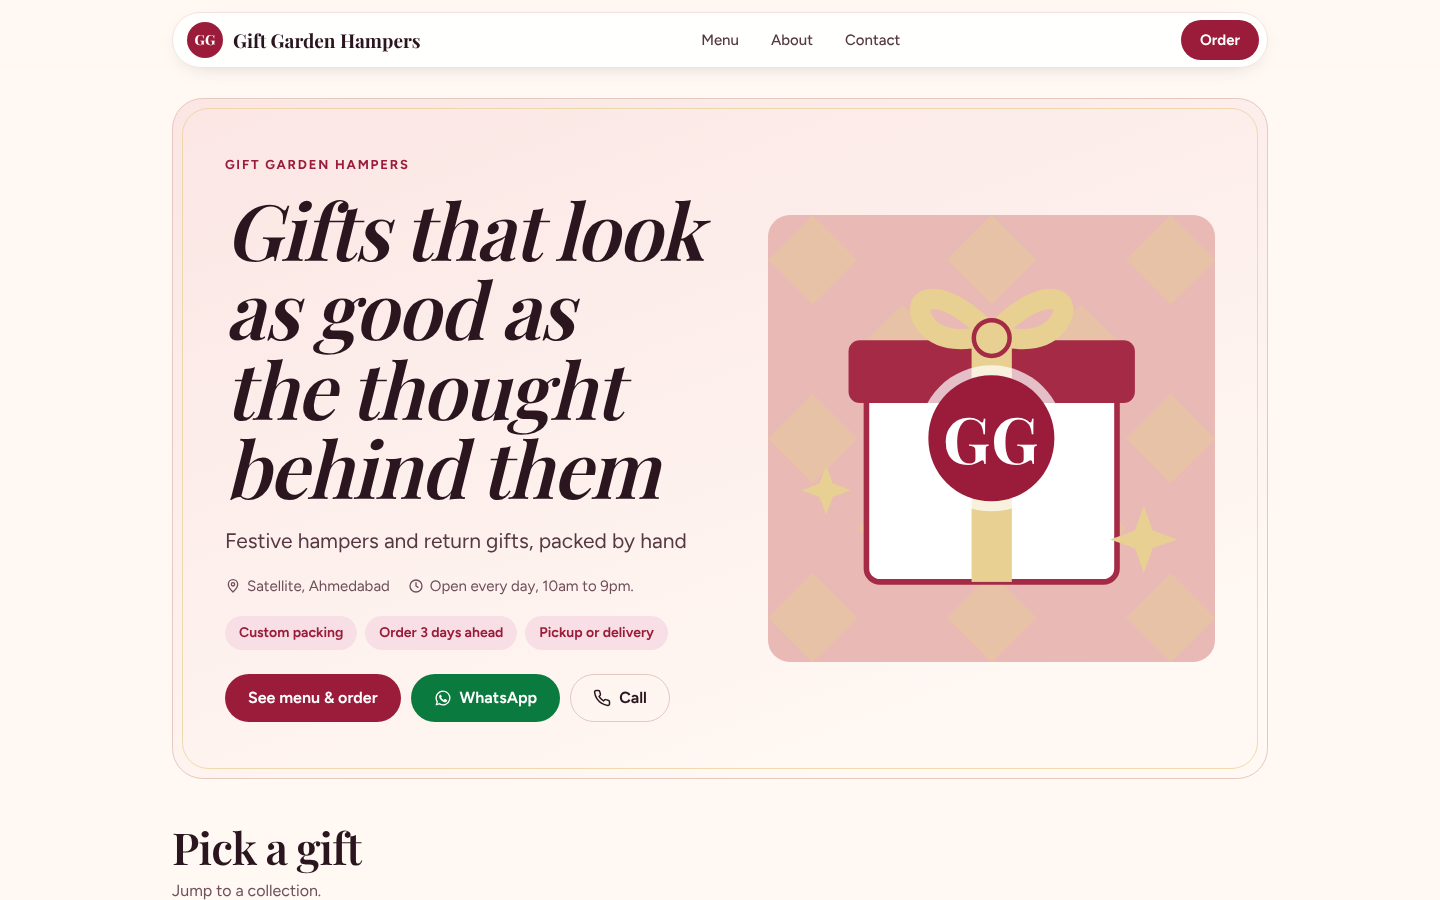 GG Gift Garden Hampers
Menu About Contact
Order
GIFT GARDEN HAMPERS
Gifts that look
as good as
the thought
behind them
Festive hampers and return gifts, packed by hand
Satellite, Ahmedabad Open every day, 10am to 9pm.
Custom packing Order 3 days ahead Pickup or delivery
See menu & order WhatsApp Call
GG
Pick a gift
Jump to a collection.